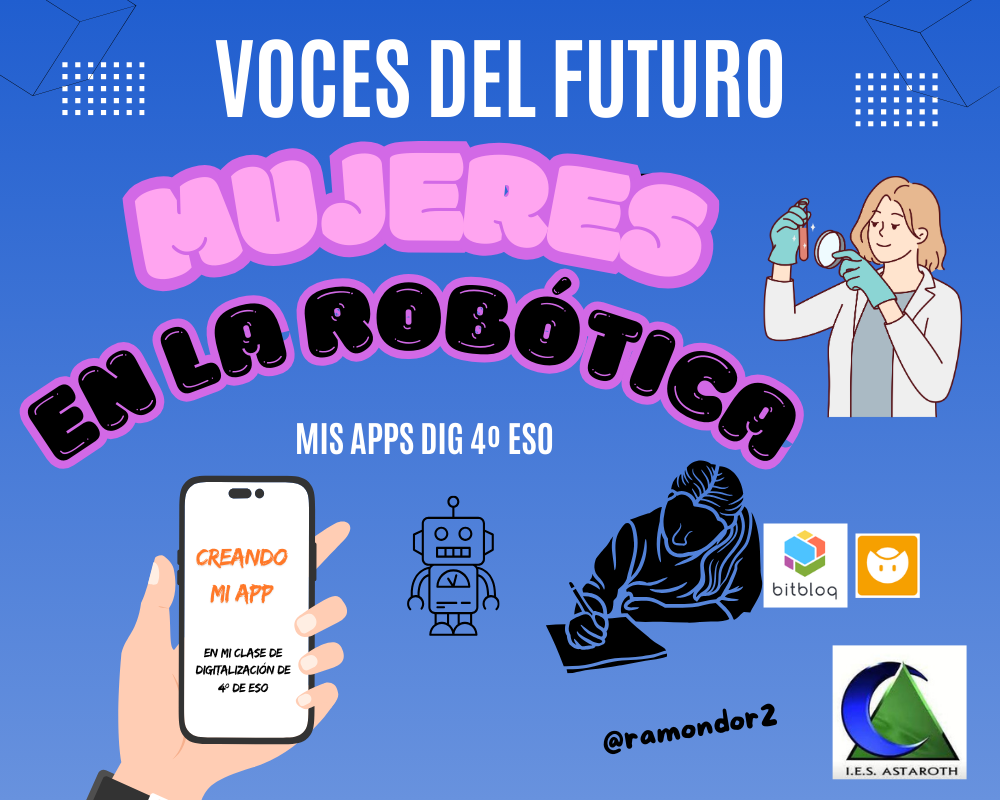 VOCES DEL FUTURO
MUJERES
EN LA ROBÓTICA
MIS APPS DIG 4º ESO
CREANDO
MI APP
EN MI CLASE DE
DIGITALIZACIÓN DE
4º DE ESO
bitbloq
@ramondor2
I.E.S. ASTAROTH